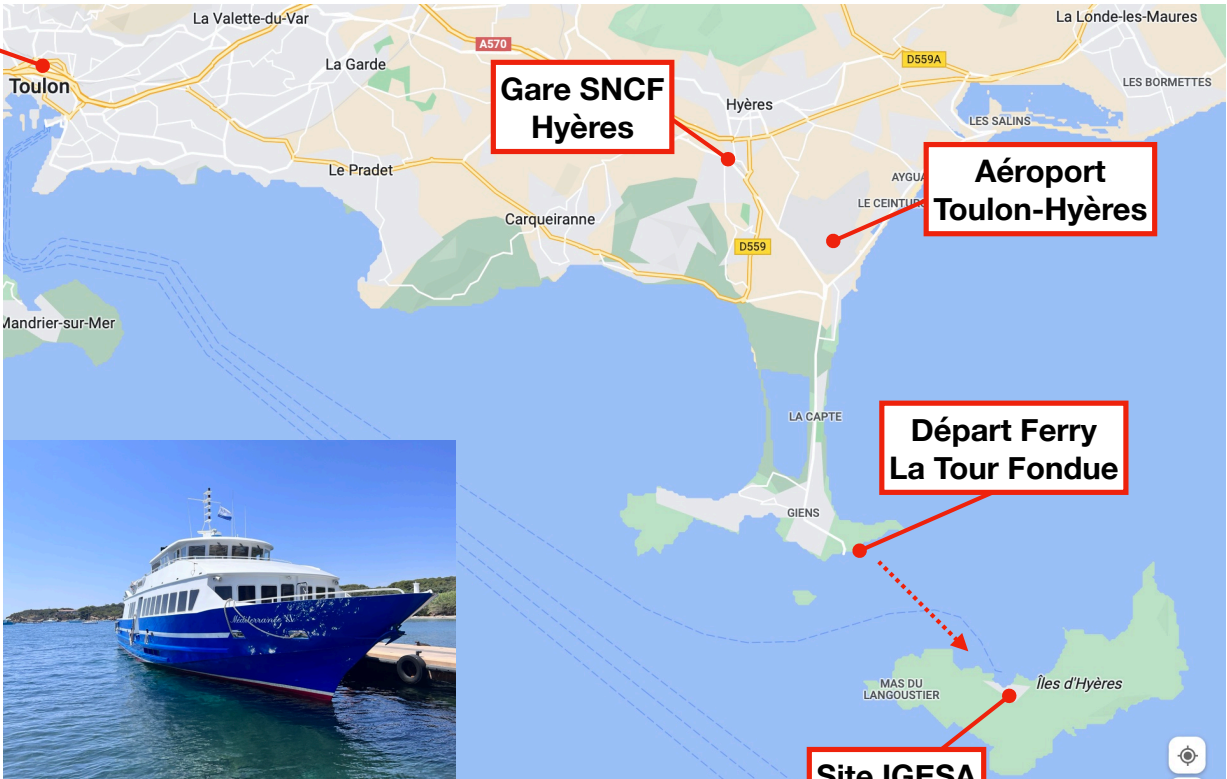 La Valette-du-Var
La Londe-les-Maures
A570
D559A
Toulon
La Garde
Gare SNCF
Hyères
Hyères
LES BORMETTES
LES SALINS
Le Pradet
Aéroport
Toulon-Hyères
AYGUA
LE CEINTUR
Carqueiranne
D559
Mandrier-sur-Mer
LA CAPTE
Départ Ferry
La Tour Fondue
GIENS
MAS DU
LANGOUSTIER
Îles d'Hyères
Site IGESA